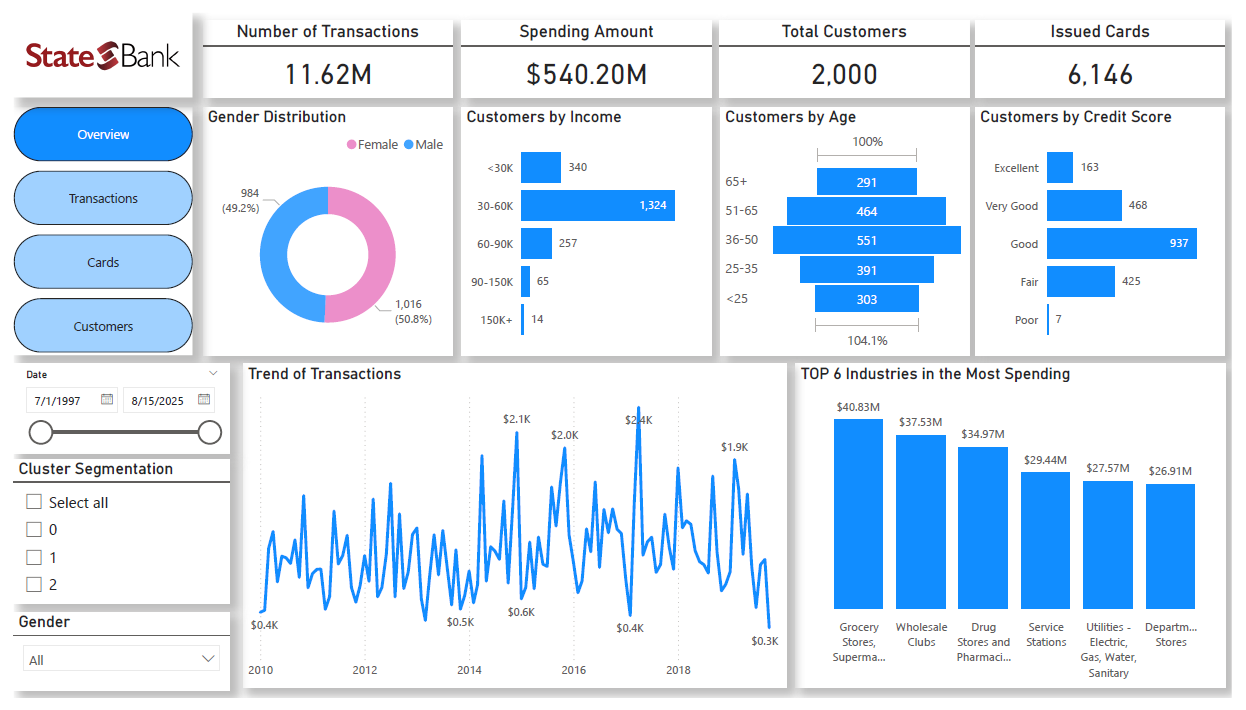 State Bank
Number of Transactions
11.62M
Spending Amount
$540.20M
Total Customers
2,000
Issued Cards
6,146
Overview
Transactions
Cards
Customers
Gender Distribution
Female Male
984
(49.2%)
1,016
(50.8%)
Customers by Income
<30K 340
30-60K 1,324
60-90K 257
90-150K 65
150K+ 14
Customers by Age
100%
65+ 291
51-65 464
36-50 551
25-35 391
<25 303
104.1%
Customers by Credit Score
Excellent 163
Very Good 468
Good 937
Fair 425
Poor 7
Date
7/1/1997 8/15/2025
Cluster Segmentation
Select all
0
1
2
Gender
All
Trend of Transactions
$0.4K
$0.5K
$2.1K
$0.6K
$2.0K
$2.4K
$0.4K
$1.9K
$0.3K
2010 2012 2014 2016 2018
TOP 6 Industries in the Most Spending
$40.83M
$37.53M
$34.97M
$29.44M
$27.57M
$26.91M
Grocery
Stores,
Superma...
Wholesale
Clubs
Drug
Stores and
Pharmaci...
Service
Stations
Utilities -
Electric,
Gas, Water,
Sanitary
Departm...
Stores